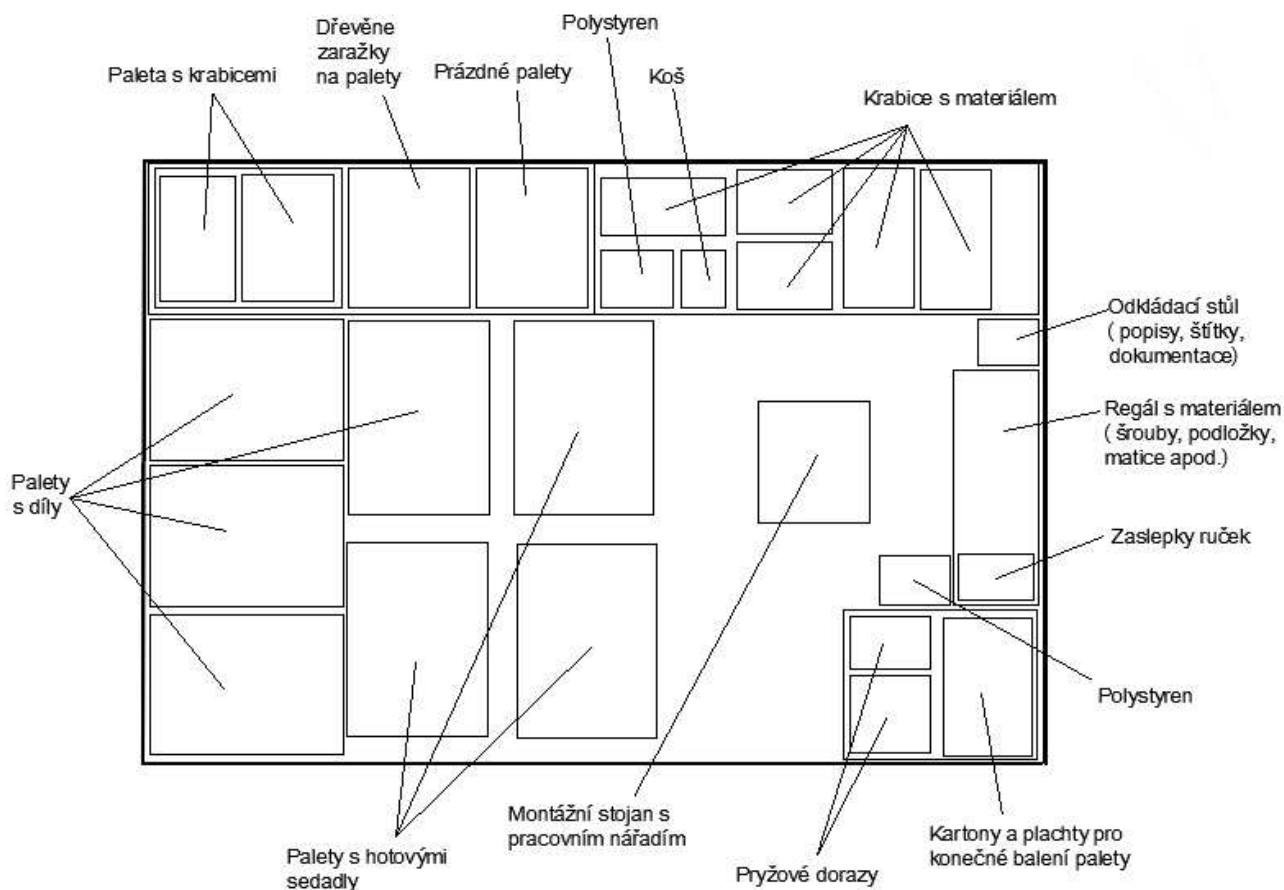 Polystyren
Dřevěne
zaražky
na palety
Paleta s krabicemi
Prázdné palety
Koš
Krabice s materiálem
Odkládací stůl
( popisy, štítky,
dokumentace)
Regál s materiálem
( šrouby, podložky,
matice apod.)
Palety
s díly
Zaslepky ruček
Polystyren
Montážní stojan s
pracovním nářadím
Palety s hotovými
sedadly
Pryžové dorazy
Kartony a plachty pro
konečné balení palety